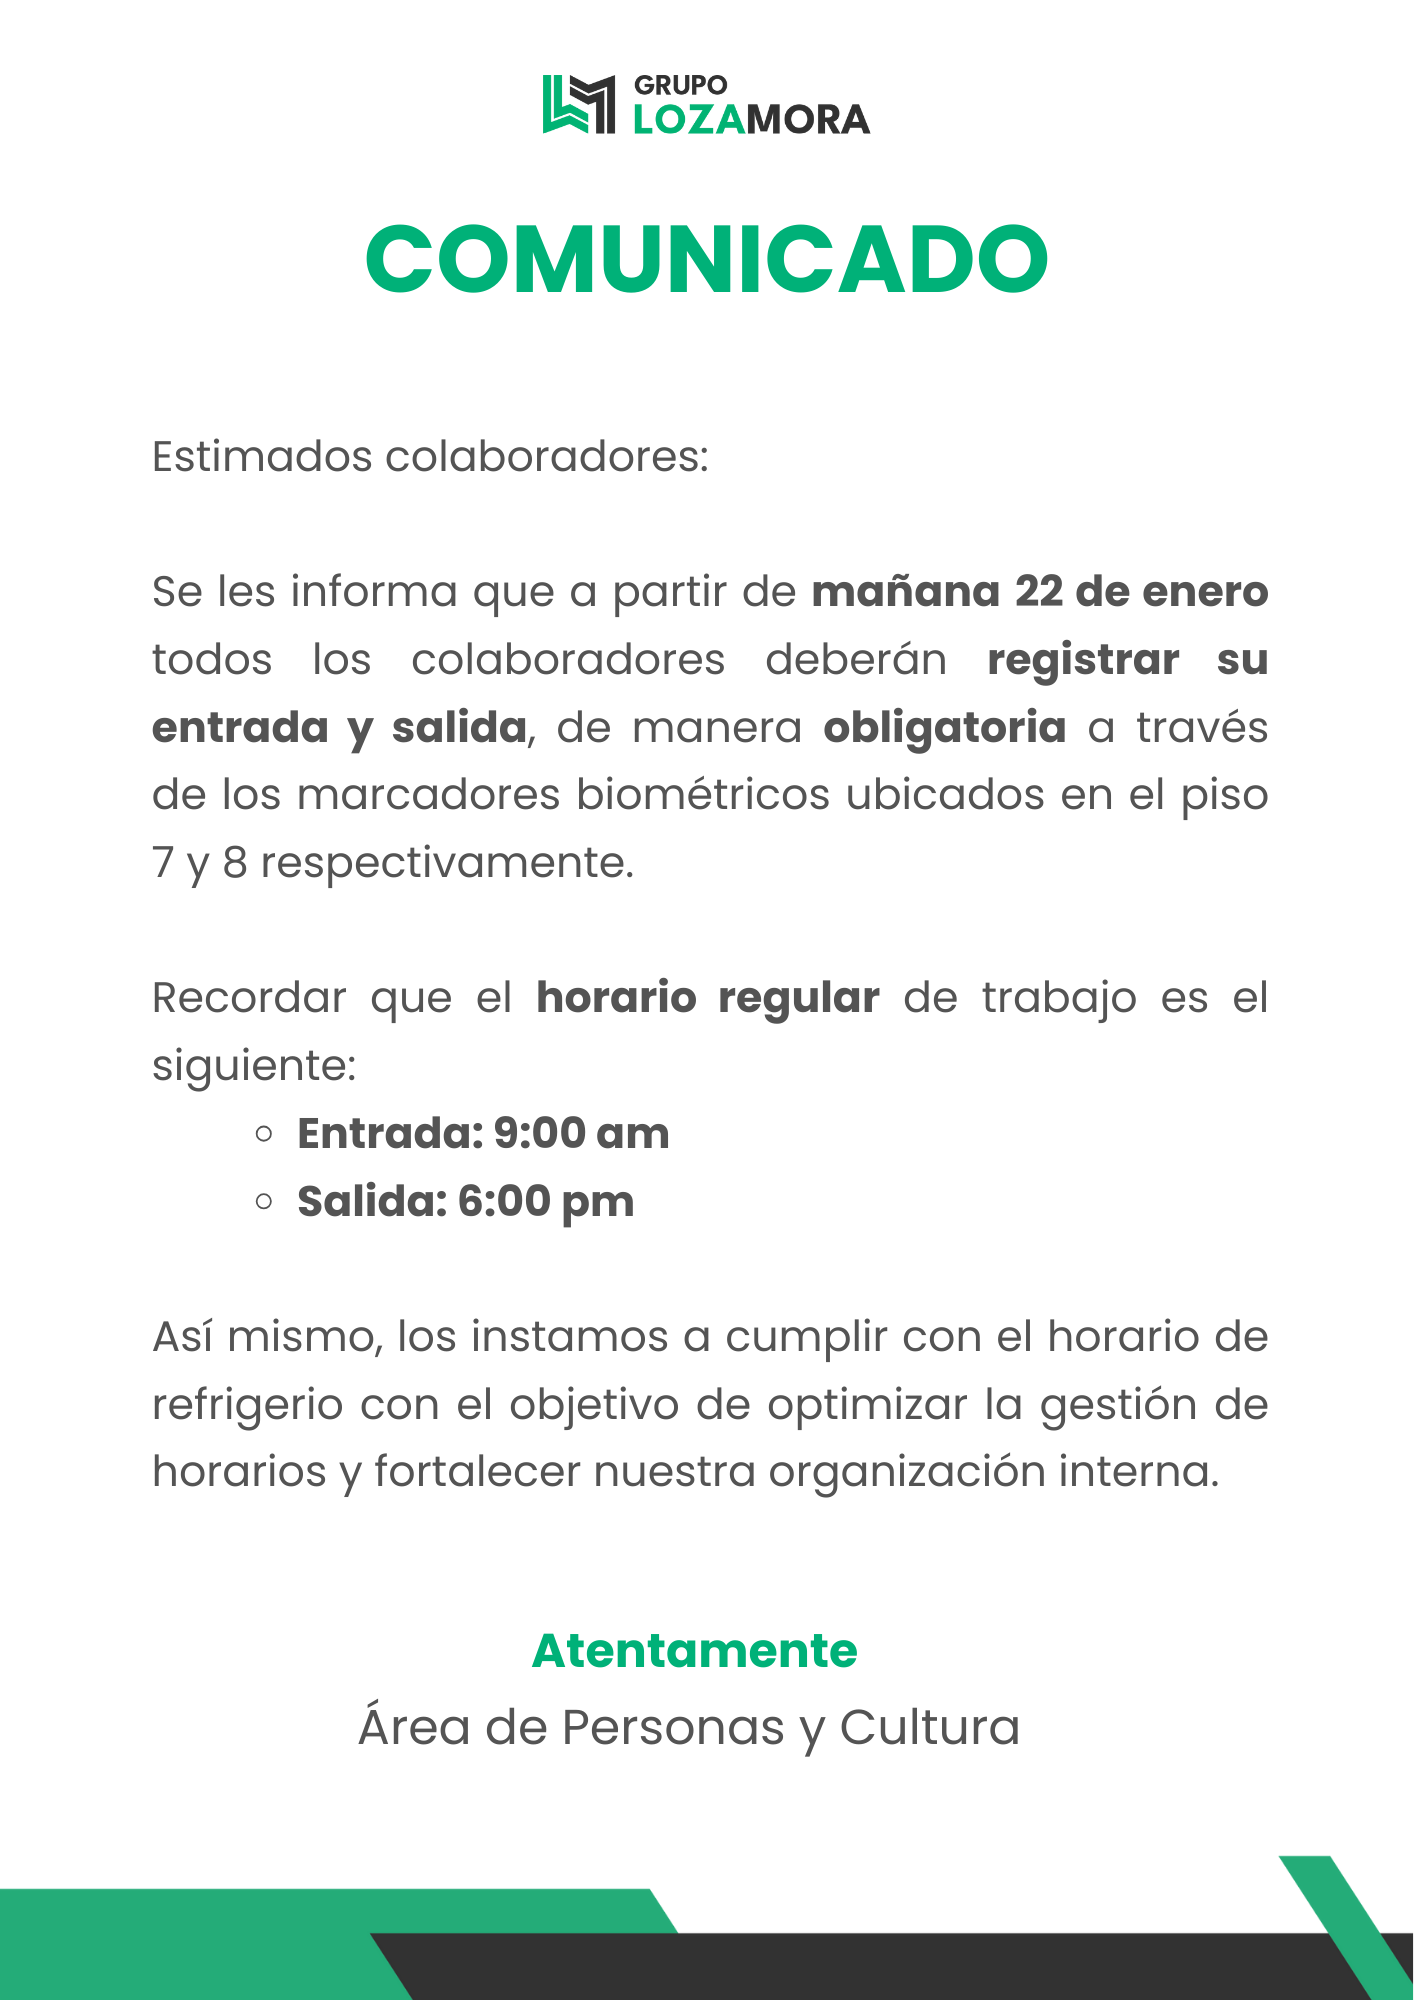 GRUPO
LOZAMORA
COMUNICADO
Estimados colaboradores:
Se les informa que a partir de mañana 22 de enero
todos los colaboradores deberán registrar su
entrada y salida, de manera obligatoria a través
de los marcadores biométricos ubicados en el piso
7 y 8 respectivamente.
Recordar que el horario regular de trabajo es el
siguiente:
Entrada: 9:00 am
Salida: 6:00 pm
Así mismo, los instamos a cumplir con el horario de
refrigerio con el objetivo de optimizar la gestión de
horarios y fortalecer nuestra organización interna.
Atentamente
Área de Personas y Cultura